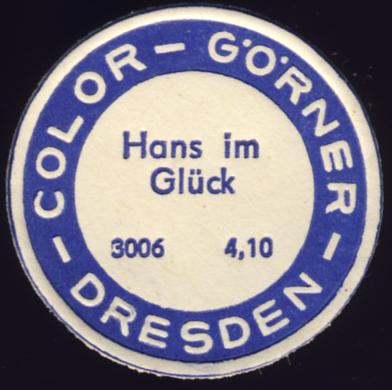 COLOR – GÖRNER – DRESDEN –
Hans im
Glück
3006 4,10